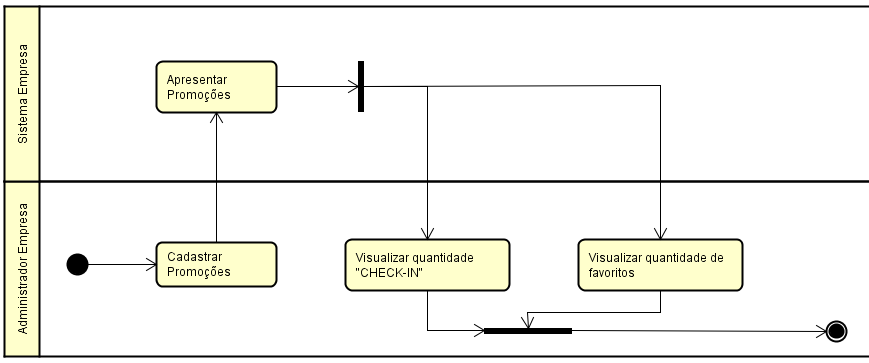 Sistema Empresa
Apresentar
Promoções
Administrador Empresa
Cadastrar
Promoções
Visualizar quantidade
"CHECK-IN"
Visualizar quantidade de
favoritos